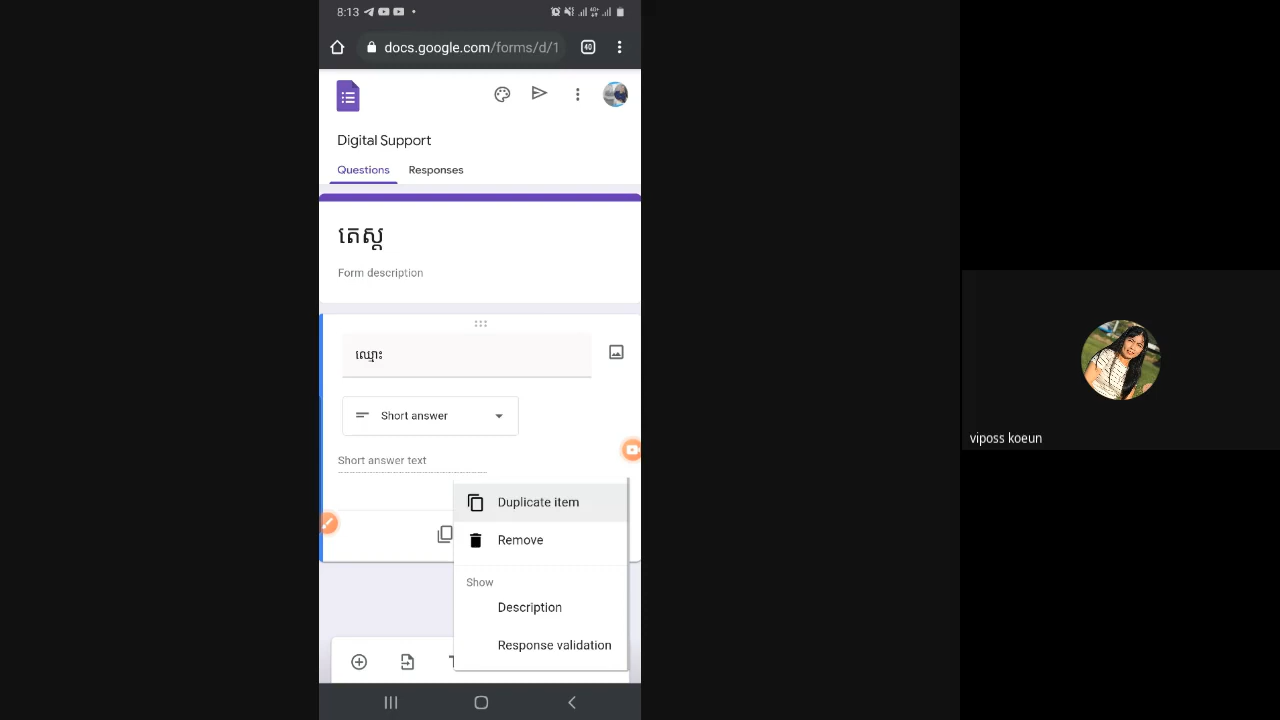 8:13
docs.google.com/forms/d/1
40
Digital Support
Questions
Responses
តេស្ត
Form description
ឈ្មោះ
Short answer
Short answer text
Duplicate item
Remove
Show
Description
Response validation
viposs koeun